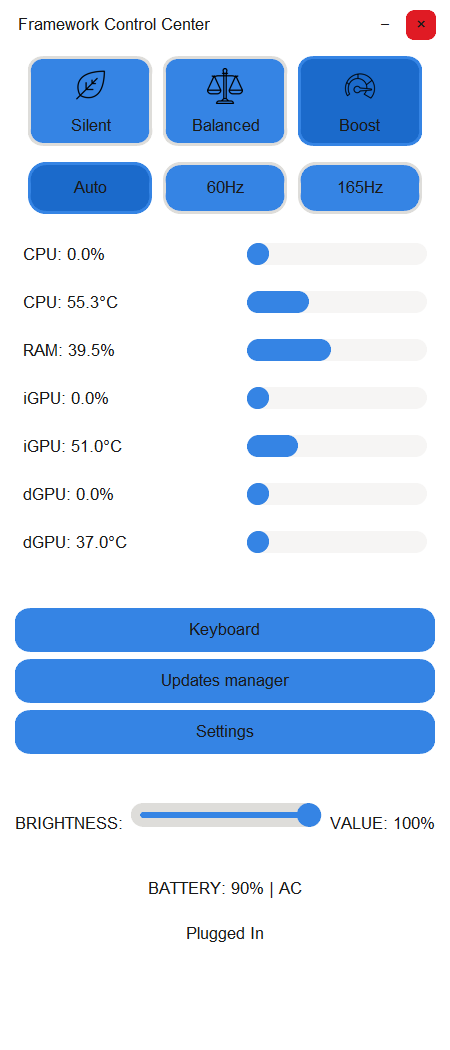 Framework Control Center
Silent Balanced Boost
Auto 60Hz 165Hz
CPU: 0.0%
CPU: 55.3°C
RAM: 39.5%
iGPU: 0.0%
iGPU: 51.0°C
dGPU: 0.0%
dGPU: 37.0°C
Keyboard
Updates manager
Settings
BRIGHTNESS: VALUE: 100%
BATTERY: 90% | AC
Plugged In